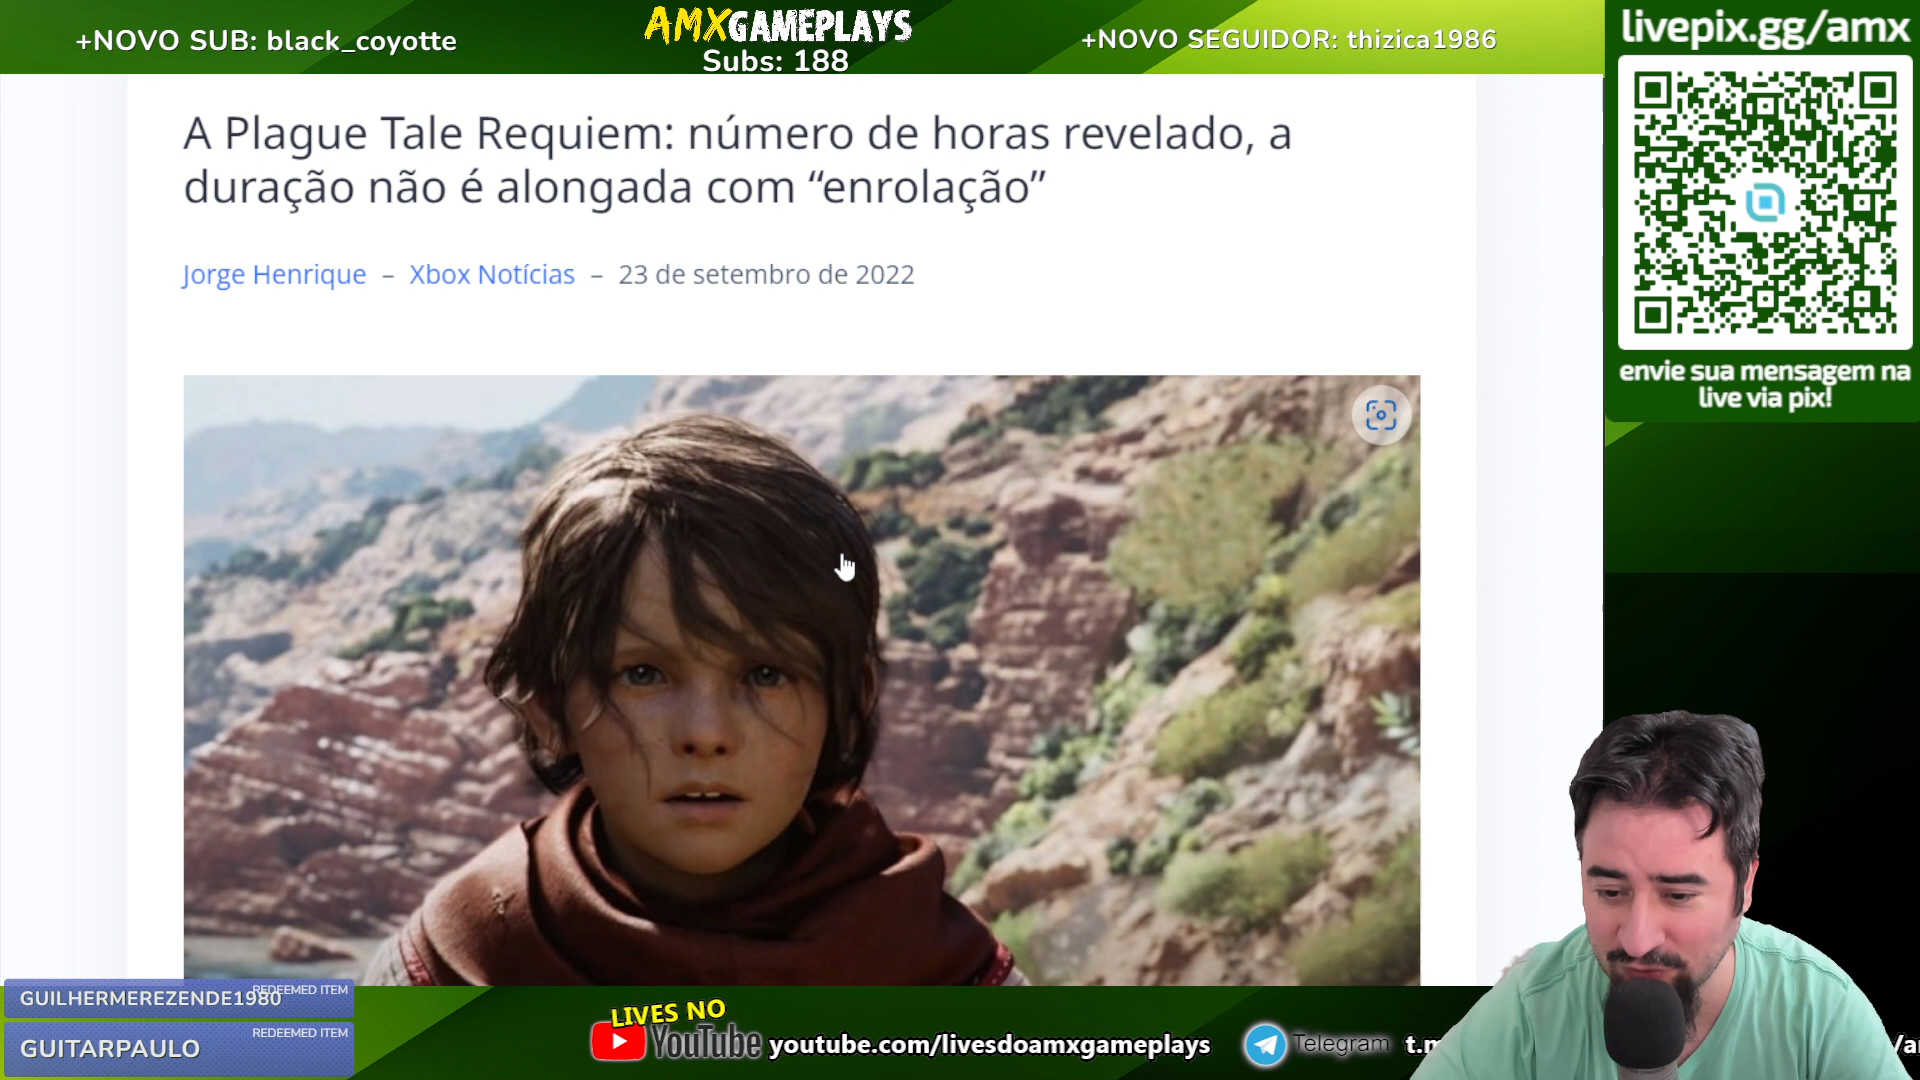 +NOVO SUB: black_coyotte
AMXGAMEPLAYS
Subs: 188
+NOVO SEGUIDOR: thizica1986
livepix.gg/amx
envie sua mensagem na
live via pix!
A Plague Tale Requiem: número de horas revelado, a
duração não é alongada com “enrolação”
Jorge Henrique – Xbox Notícias – 23 de setembro de 2022
REDEEMED ITEM
GUILHERMEREZENDE1980
REDEEMED ITEM
GUITARPAULO
LIVES NO
YouTube youtube.com/livesdoamxgameplays
Telegram